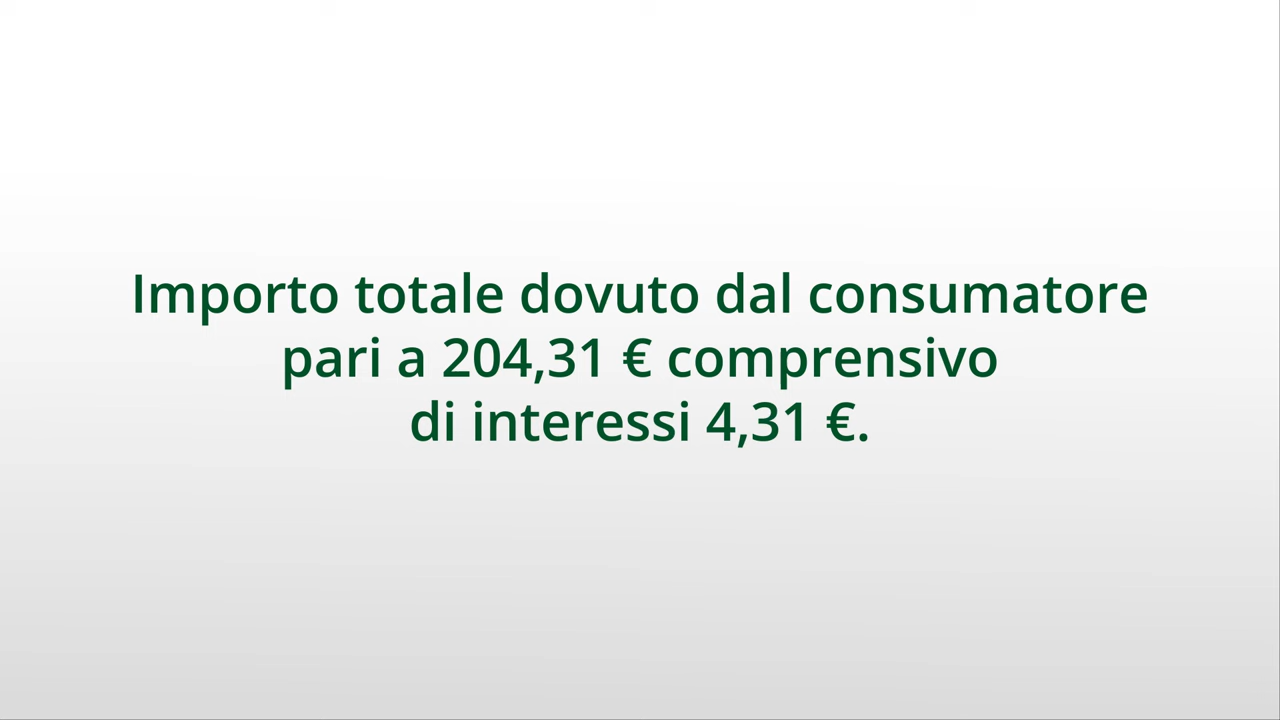 Importo totale dovuto dal consumatore
pari a 204,31 € comprensivo
di interessi 4,31 €.